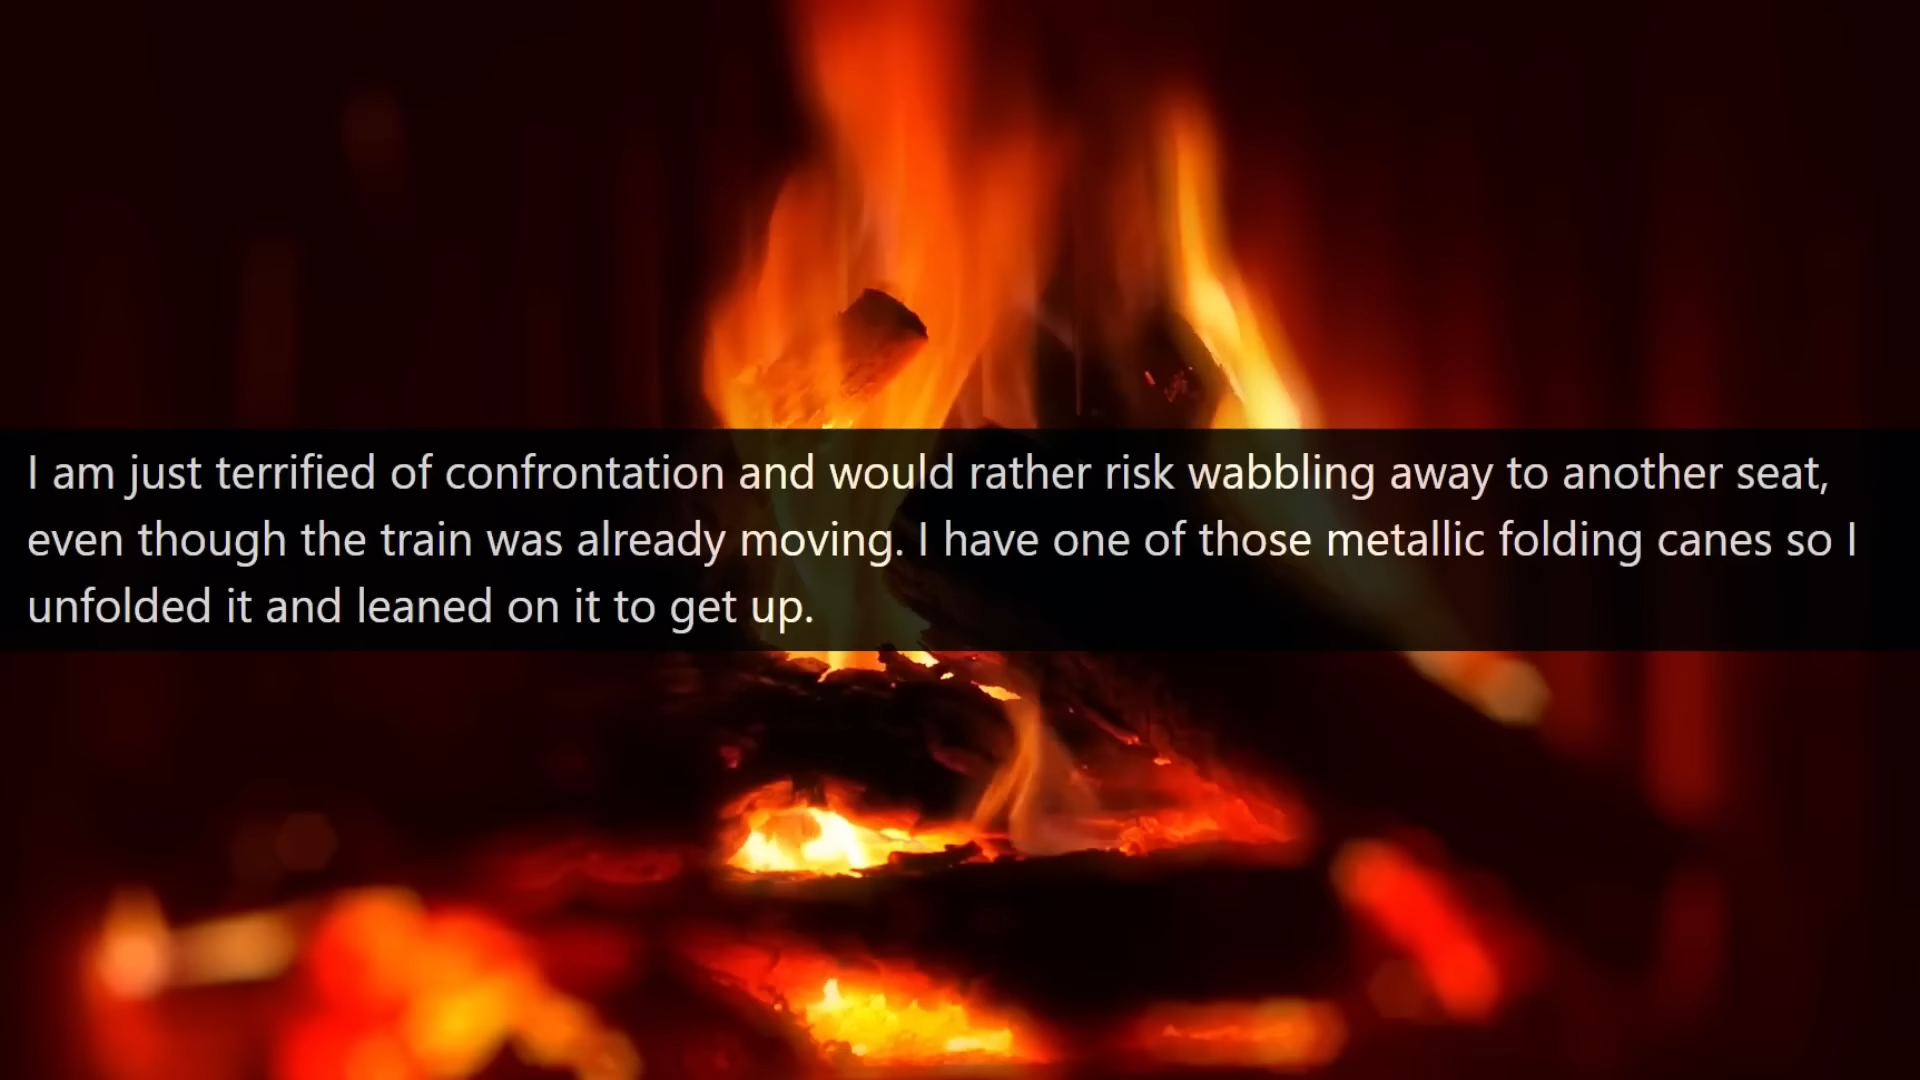 I am just terrified of confrontation and would rather risk wabbling away to another seat,
even though the train was already moving. I have one of those metallic folding canes so I
unfolded it and leaned on it to get up.